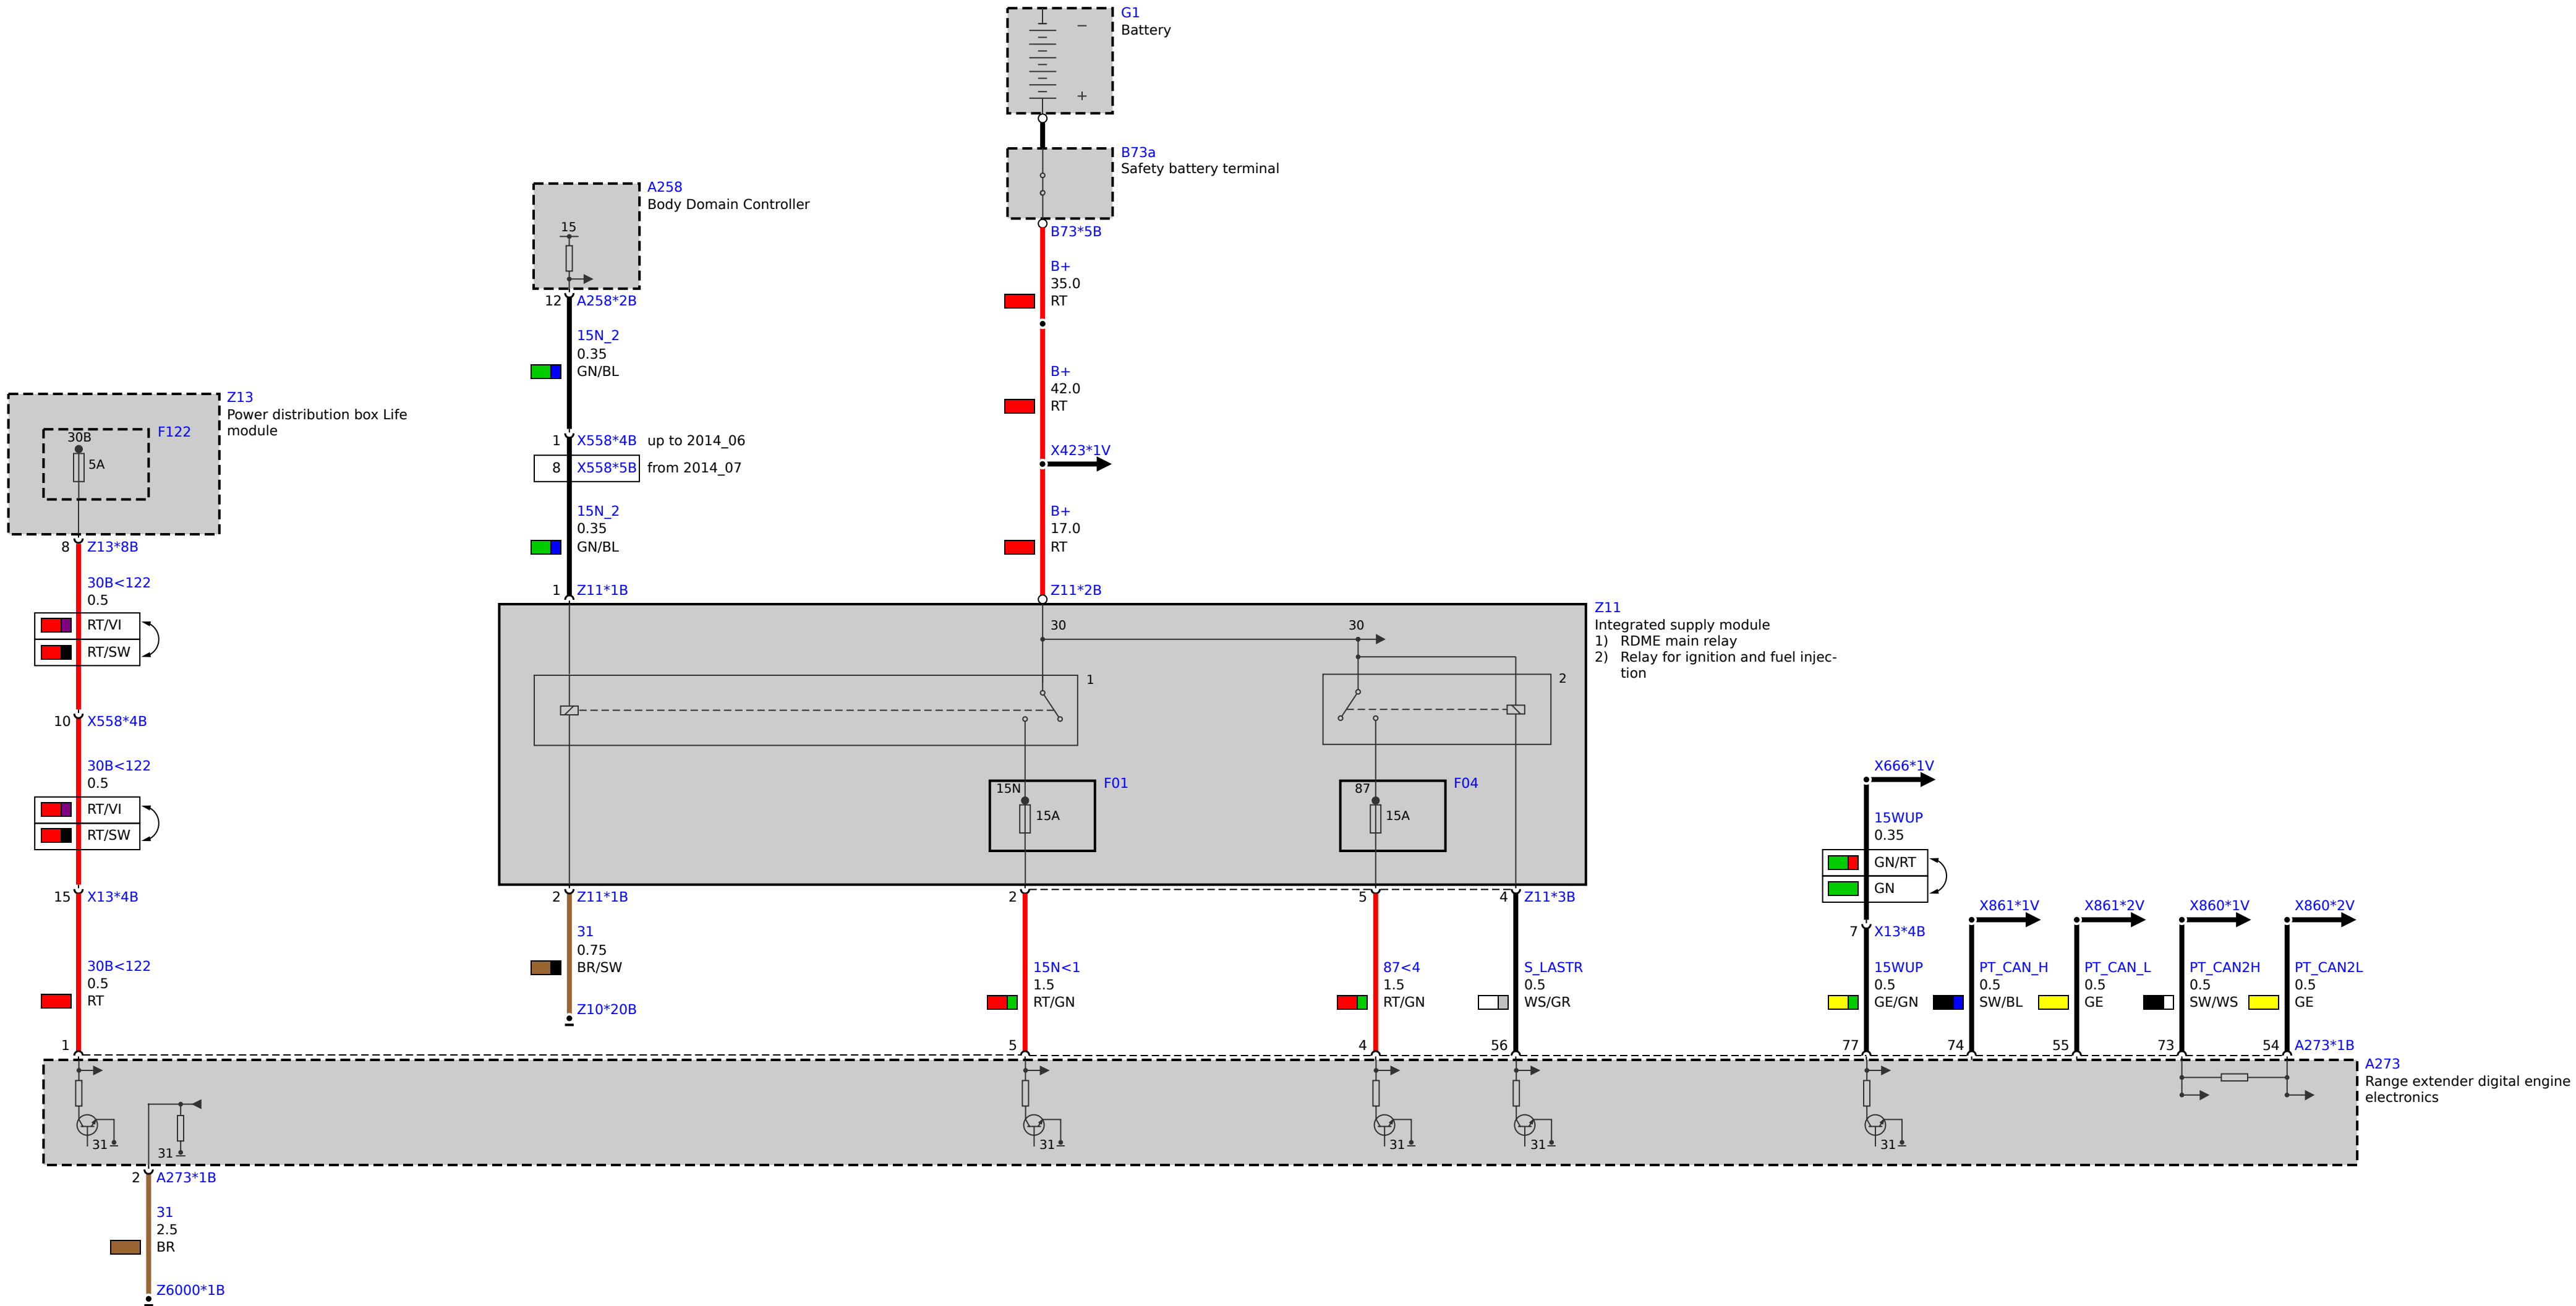 G1
Battery
−
+
B73a
Safety battery terminal
B73*5B
B+
35.0
RT
B+
42.0
RT
X423*1V
B+
17.0
RT
Z11*2B
A258
Body Domain Controller
15
12 A258*2B
15N_2
0.35
GN/BL
1 X558*4B up to 2014_06
8 X558*5B from 2014_07
15N_2
0.35
GN/BL
1 Z11*1B
Z13
Power distribution box Life
module
F122
30B
5A
8 Z13*8B
30B<122
0.5
RT/VI
RT/SW
10 X558*4B
30B<122
0.5
RT/VI
RT/SW
15 X13*4B
30B<122
0.5
RT
1
Z11
Integrated supply module
1) RDME main relay
2) Relay for ignition and fuel injec-
tion
30
30
1
2
15N
15A
F01
87
15A
F04
2 Z11*1B
31
0.75
BR/SW
Z10*20B
2
15N<1
1.5
RT/GN
5
5
87<4
1.5
RT/GN
4
4 Z11*3B
S_LASTR
0.5
WS/GR
56
X666*1V
15WUP
0.35
GN/RT
GN
7 X13*4B
15WUP
0.5
GE/GN
77
X861*1V
PT_CAN_H
0.5
SW/BL
74
X861*2V
PT_CAN_L
0.5
GE
55
X860*1V
PT_CAN2H
0.5
SW/WS
73
X860*2V
PT_CAN2L
0.5
GE
54 A273*1B
A273
Range extender digital engine
electronics
31
31
31
31
31
31
2 A273*1B
31
2.5
BR
Z6000*1B